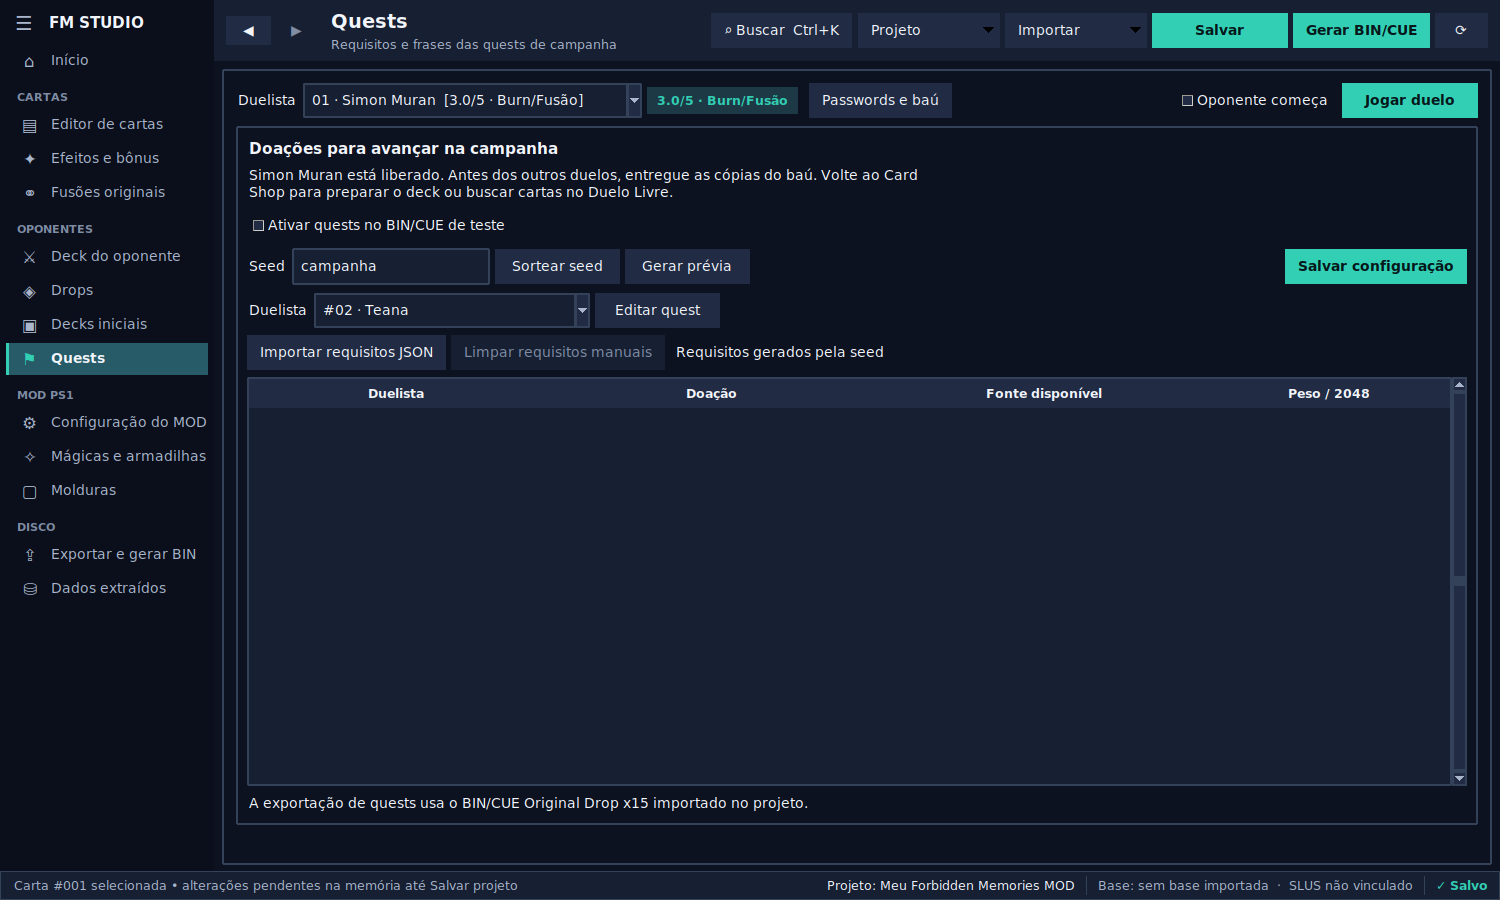 ☰ FM STUDIO
⌂ Início
CARTAS
▤ Editor de cartas
✦ Efeitos e bônus
⚭ Fusões originais
OPONENTES
⚔ Deck do oponente
◈ Drops
▣ Decks iniciais
⚑ Quests
MOD PS1
⚙ Configuração do MOD
✧ Mágicas e armadilhas
▢ Molduras
DISCO
⇪ Exportar e gerar BIN
⛁ Dados extraídos
◀ ▶
Quests
Requisitos e frases das quests de campanha
⌕ Buscar Ctrl+K
Projeto
Importar
Salvar
Gerar BIN/CUE
⟳
Duelista 01 · Simon Muran [3.0/5 · Burn/Fusão] 3.0/5 · Burn/Fusão Passwords e baú Oponente começa Jogar duelo
Doações para avançar na campanha
Simon Muran está liberado. Antes dos outros duelos, entregue as cópias do baú. Volte ao Card
Shop para preparar o deck ou buscar cartas no Duelo Livre.
Ativar quests no BIN/CUE de teste
Seed campanha Sortear seed Gerar prévia Salvar configuração
Duelista #02 · Teana Editar quest
Importar requisitos JSON Limpar requisitos manuais Requisitos gerados pela seed
Duelista Doação Fonte disponível Peso / 2048
A exportação de quests usa o BIN/CUE Original Drop x15 importado no projeto.
Carta #001 selecionada • alterações pendentes na memória até Salvar projeto
Projeto: Meu Forbidden Memories MOD
Base: sem base importada · SLUS não vinculado
✓ Salvo